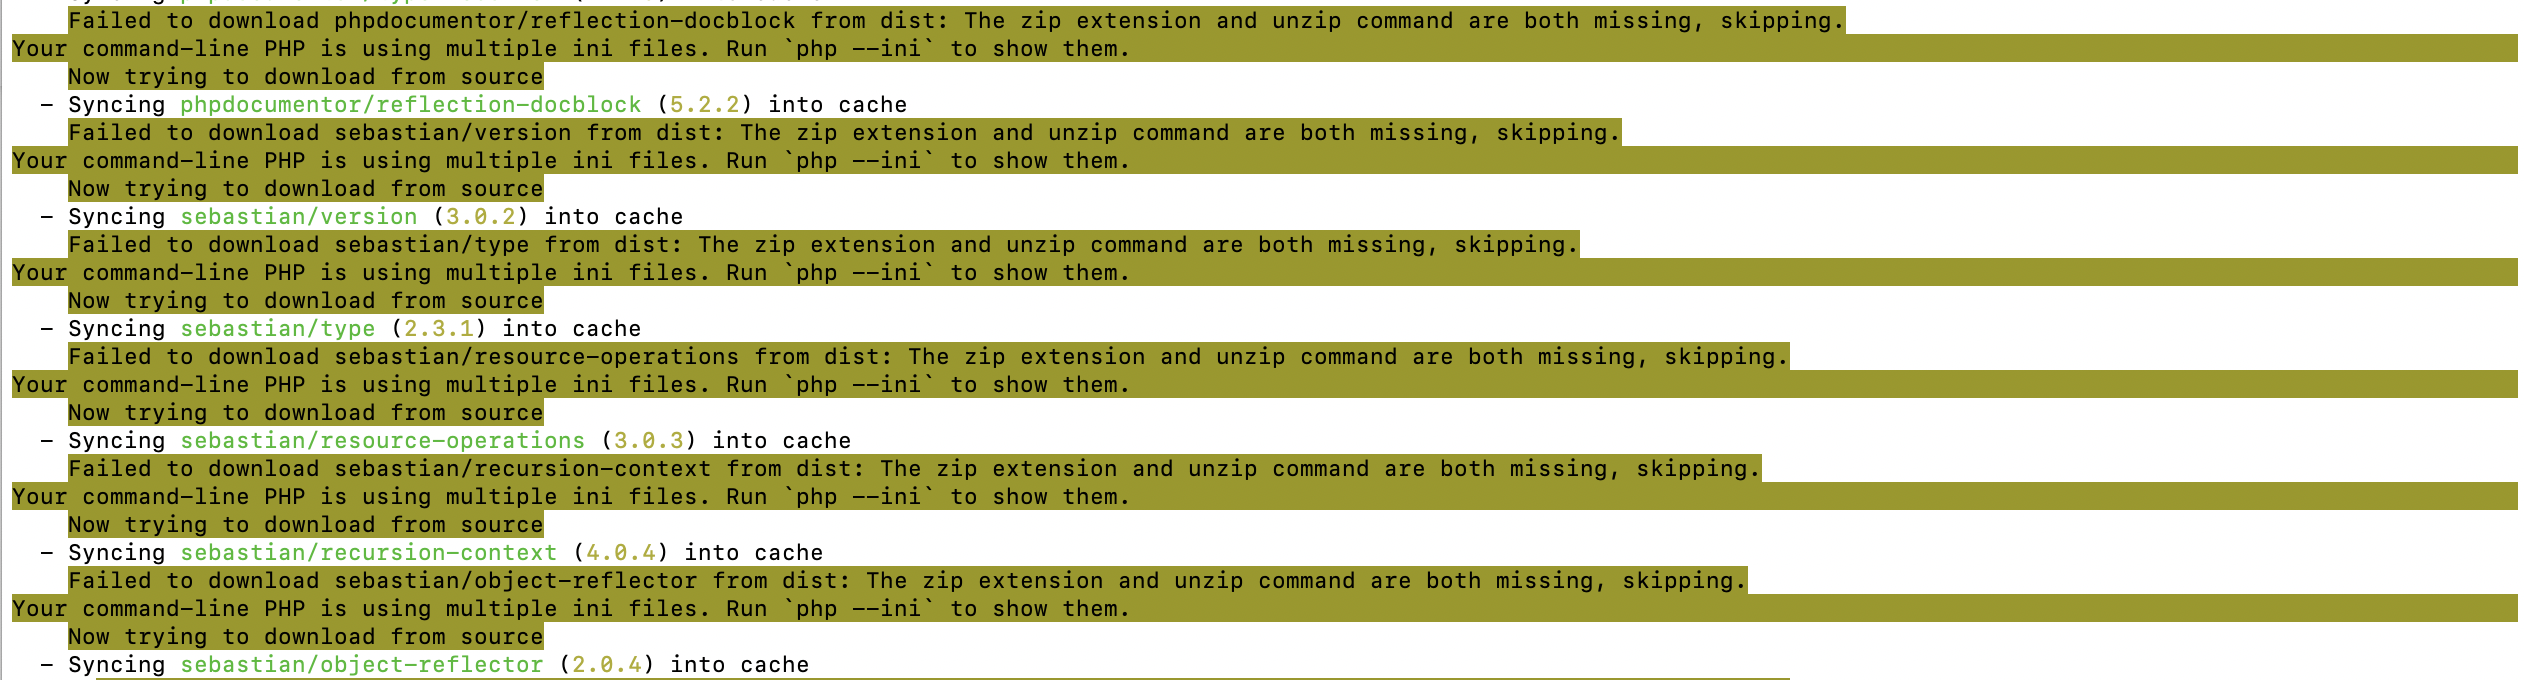 Failed to download phpdocumentor/reflection-docblock from dist: The zip extension and unzip command are both missing, skipping.
Your command-line PHP is using multiple ini files. Run `php --ini` to show them.
Now trying to download from source
- Syncing phpdocumentor/reflection-docblock (5.2.2) into cache
Failed to download sebastian/version from dist: The zip extension and unzip command are both missing, skipping.
Your command-line PHP is using multiple ini files. Run `php --ini` to show them.
Now trying to download from source
- Syncing sebastian/version (3.0.2) into cache
Failed to download sebastian/type from dist: The zip extension and unzip command are both missing, skipping.
Your command-line PHP is using multiple ini files. Run `php --ini` to show them.
Now trying to download from source
- Syncing sebastian/type (2.3.1) into cache
Failed to download sebastian/resource-operations from dist: The zip extension and unzip command are both missing, skipping.
Your command-line PHP is using multiple ini files. Run `php --ini` to show them.
Now trying to download from source
- Syncing sebastian/resource-operations (3.0.3) into cache
Failed to download sebastian/recursion-context from dist: The zip extension and unzip command are both missing, skipping.
Your command-line PHP is using multiple ini files. Run `php --ini` to show them.
Now trying to download from source
- Syncing sebastian/recursion-context (4.0.4) into cache
Failed to download sebastian/object-reflector from dist: The zip extension and unzip command are both missing, skipping.
Your command-line PHP is using multiple ini files. Run `php --ini` to show them.
Now trying to download from source
- Syncing sebastian/object-reflector (2.0.4) into cache